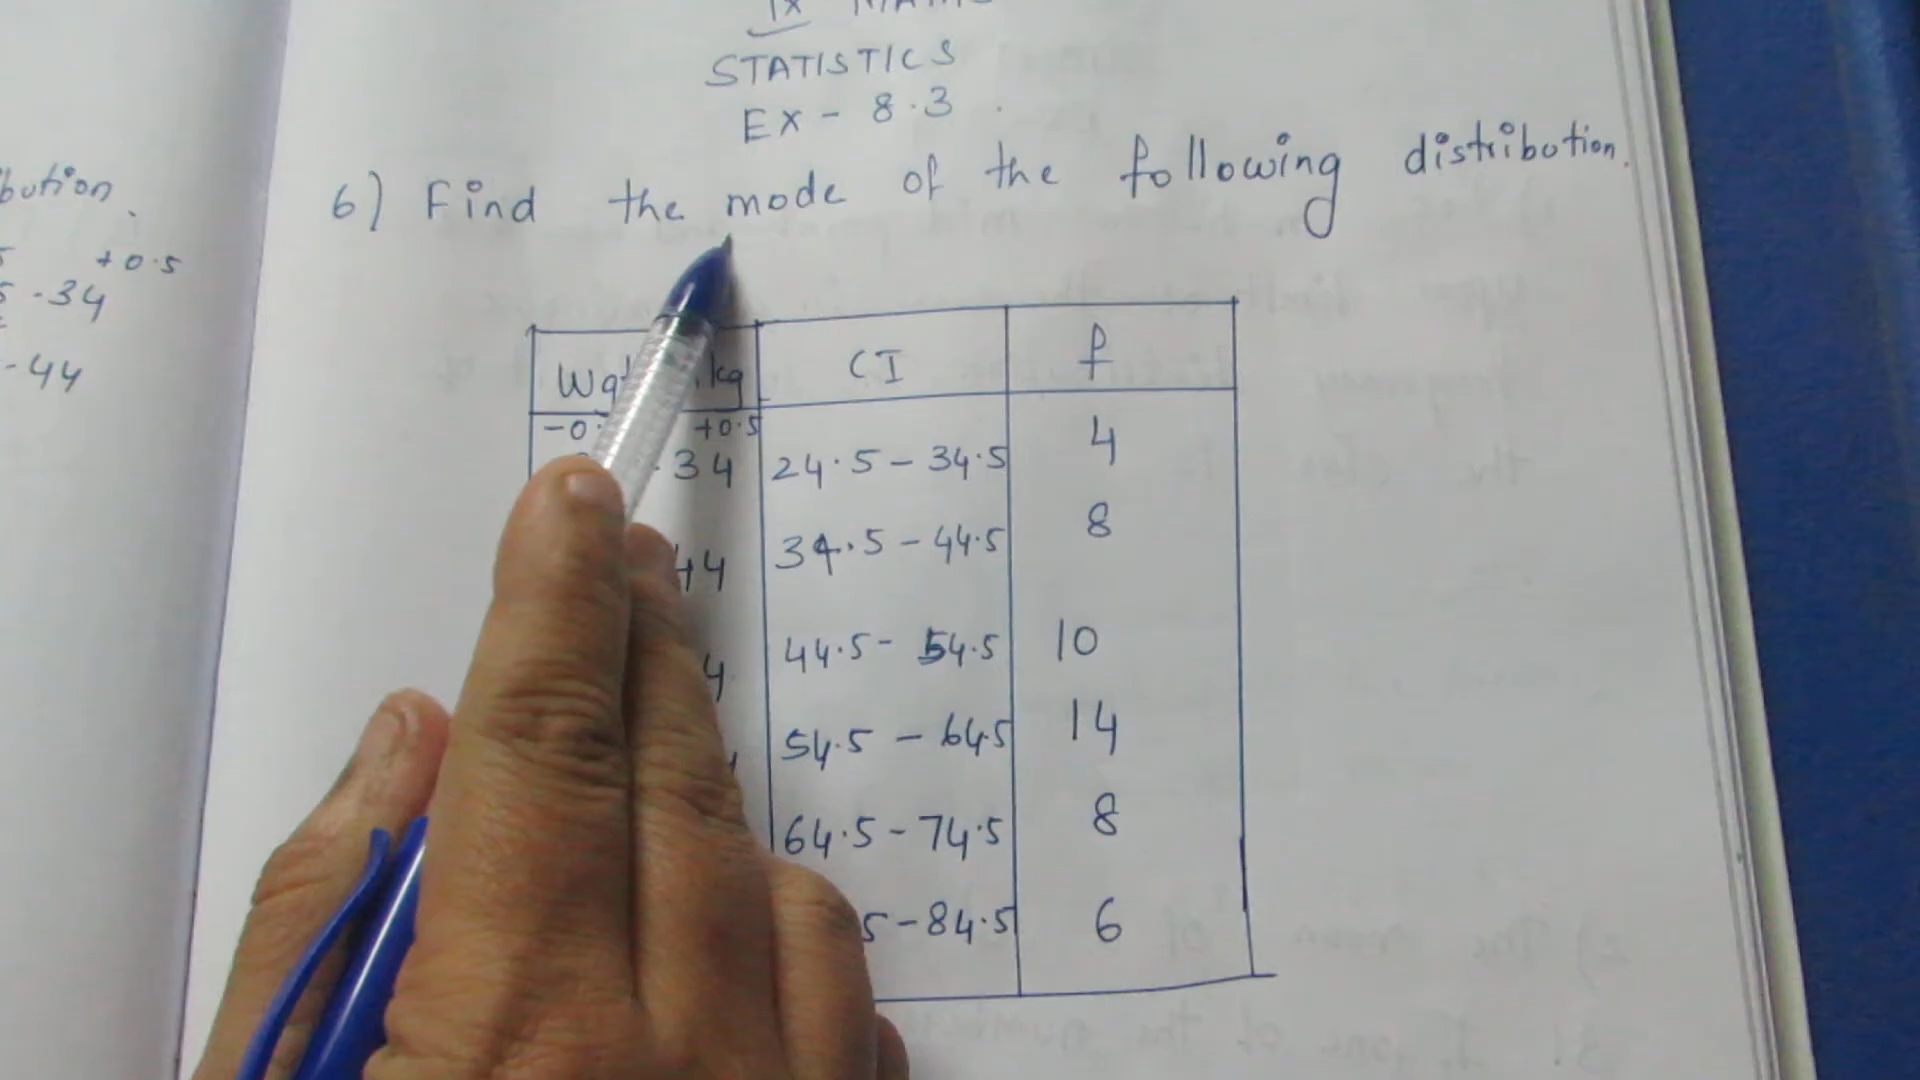 STATISTICS
EX - 8.3
6) Find the mode of the following distribution.
bution
+0.5
-34
-44
CI f
+0.5
34 24.5-34.5 4
44 34.5-44.5 8
4 44.5-54.5 10
54.5-64.5 14
64.5-74.5 8
5-84.5 6